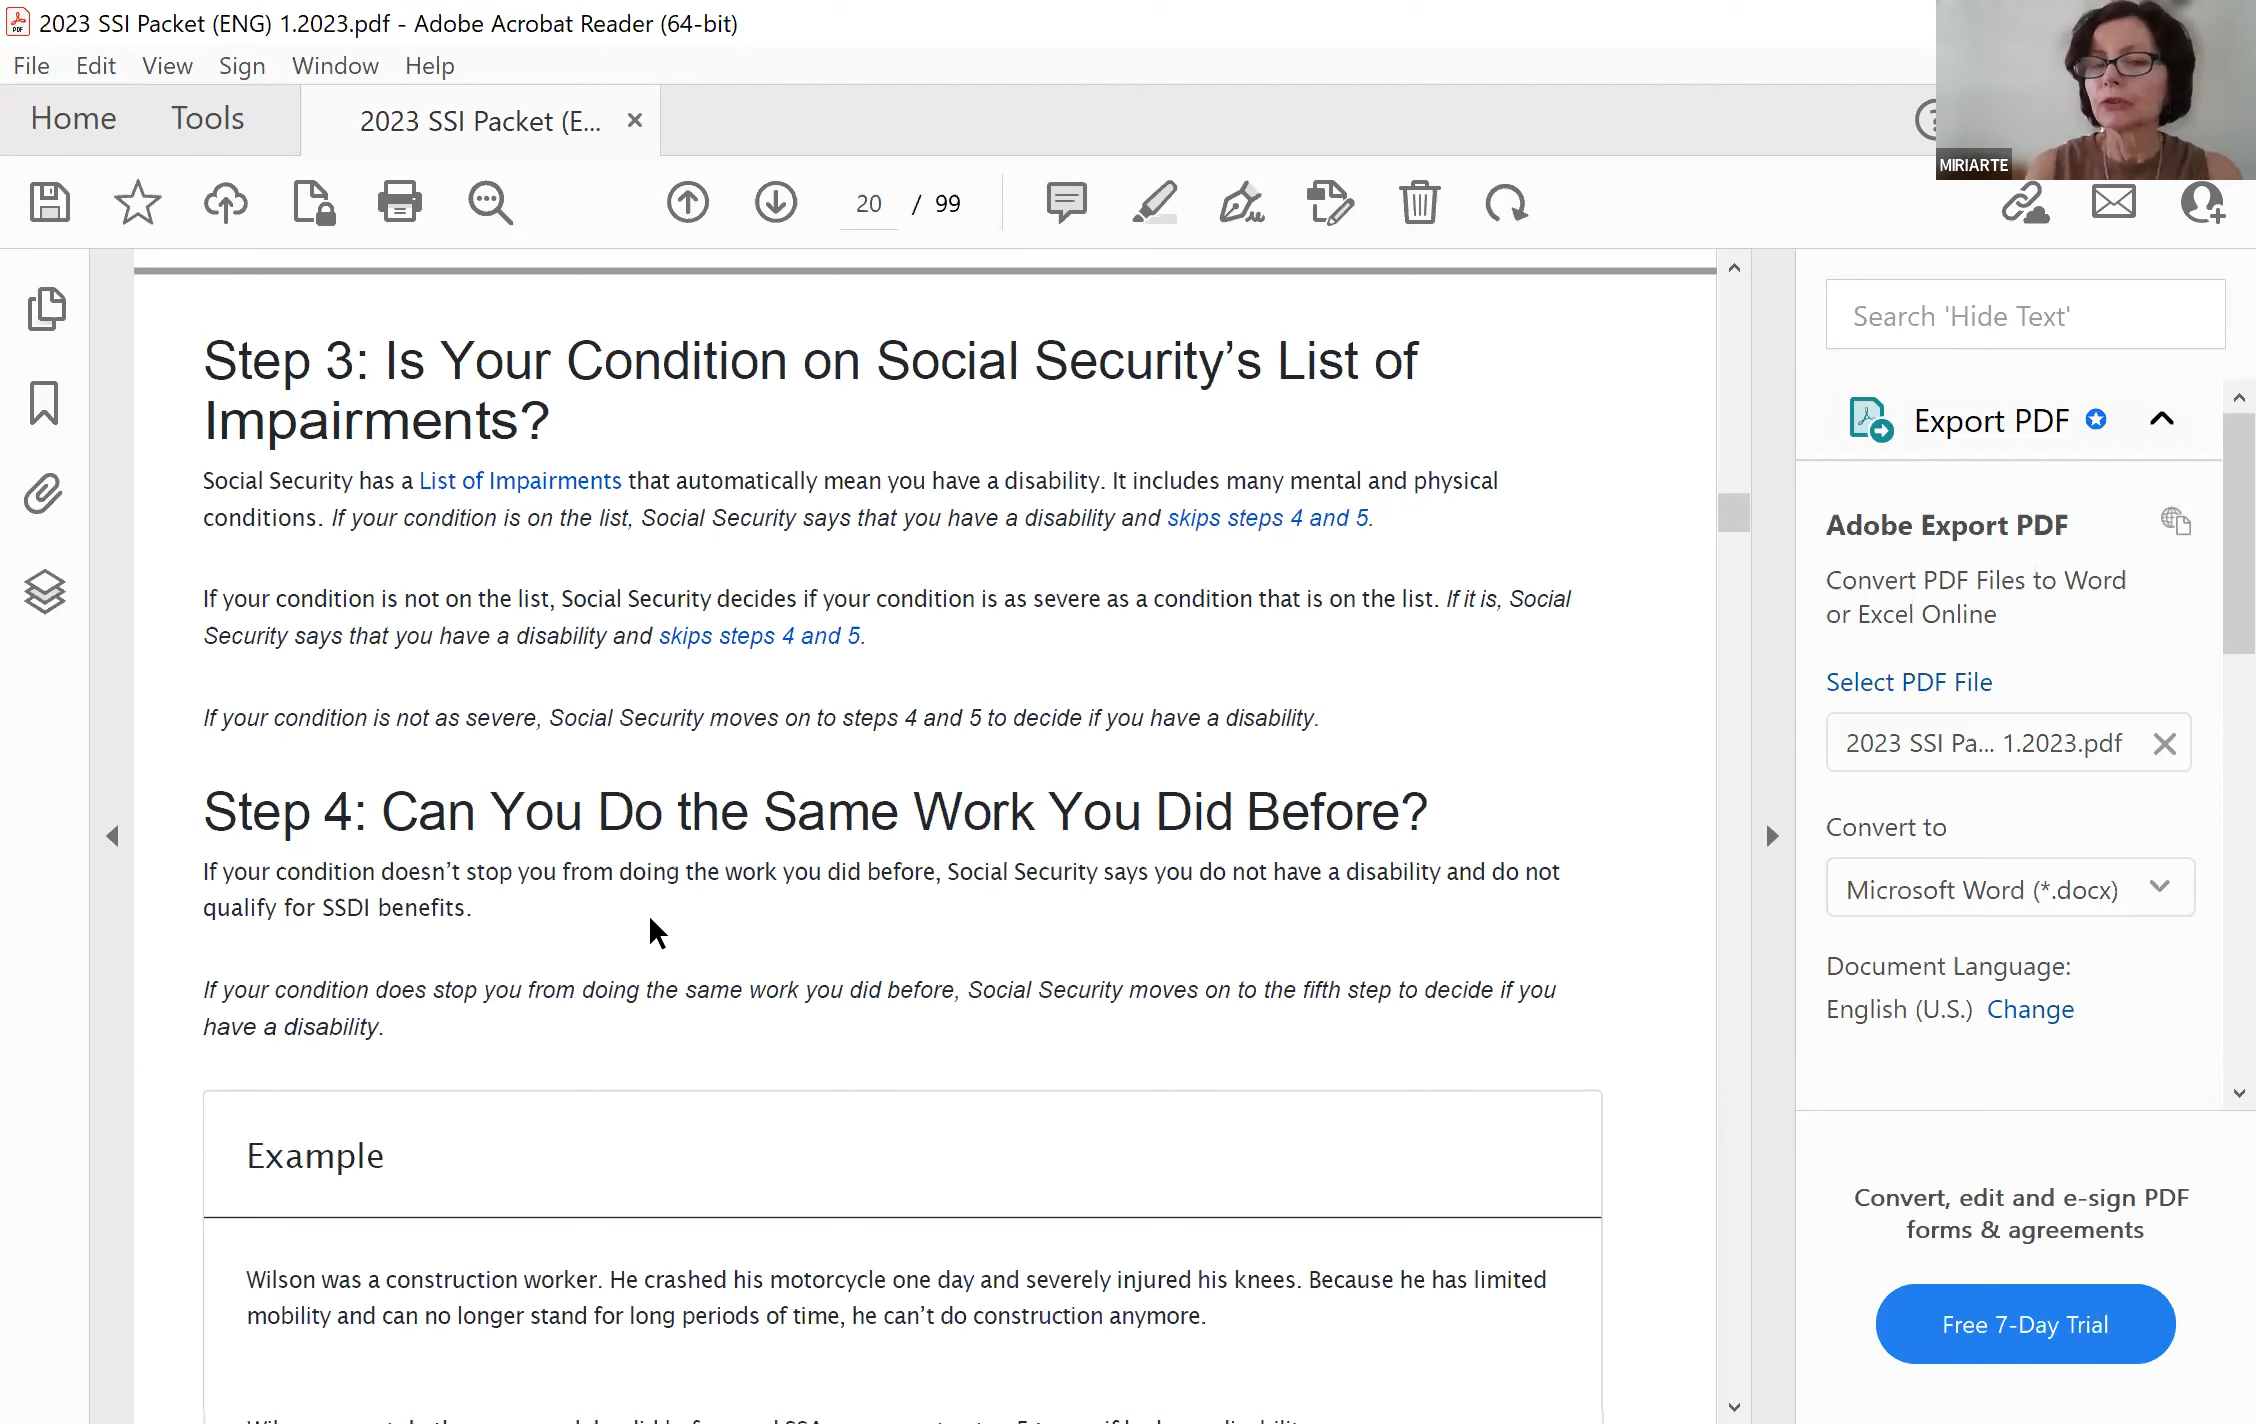 2023 SSI Packet (ENG) 1.2023.pdf - Adobe Acrobat Reader (64-bit)
File Edit View Sign Window Help
Home Tools 2023 SSI Packet (E...
MIRIARTE
20 / 99
Step 3: Is Your Condition on Social Security’s List of
Impairments?
Social Security has a List of Impairments that automatically mean you have a disability. It includes many mental and physical
conditions. If your condition is on the list, Social Security says that you have a disability and skips steps 4 and 5.
If your condition is not on the list, Social Security decides if your condition is as severe as a condition that is on the list. If it is, Social
Security says that you have a disability and skips steps 4 and 5.
If your condition is not as severe, Social Security moves on to steps 4 and 5 to decide if you have a disability.
Step 4: Can You Do the Same Work You Did Before?
If your condition doesn’t stop you from doing the work you did before, Social Security says you do not have a disability and do not
qualify for SSDI benefits.
If your condition does stop you from doing the same work you did before, Social Security moves on to the fifth step to decide if you
have a disability.
Example
Wilson was a construction worker. He crashed his motorcycle one day and severely injured his knees. Because he has limited
mobility and can no longer stand for long periods of time, he can’t do construction anymore.
Search 'Hide Text'
Export PDF
Adobe Export PDF
Convert PDF Files to Word
or Excel Online
Select PDF File
2023 SSI Pa... 1.2023.pdf
Convert to
Microsoft Word (*.docx)
Document Language:
English (U.S.) Change
Convert, edit and e-sign PDF
forms & agreements
Free 7-Day Trial